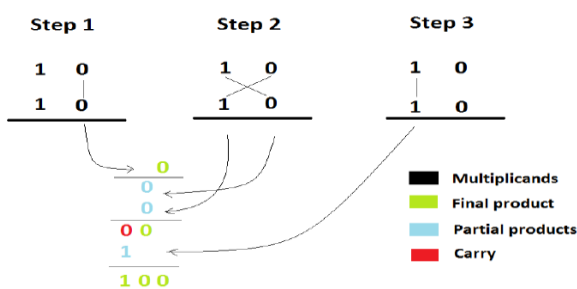 Step 1 Step 2 Step 3
1 0 1 0 1 0
1 0 1 0 1 0
0
0
0
0 0
1
1 0 0
Multiplicands
Final product
Partial products
Carry